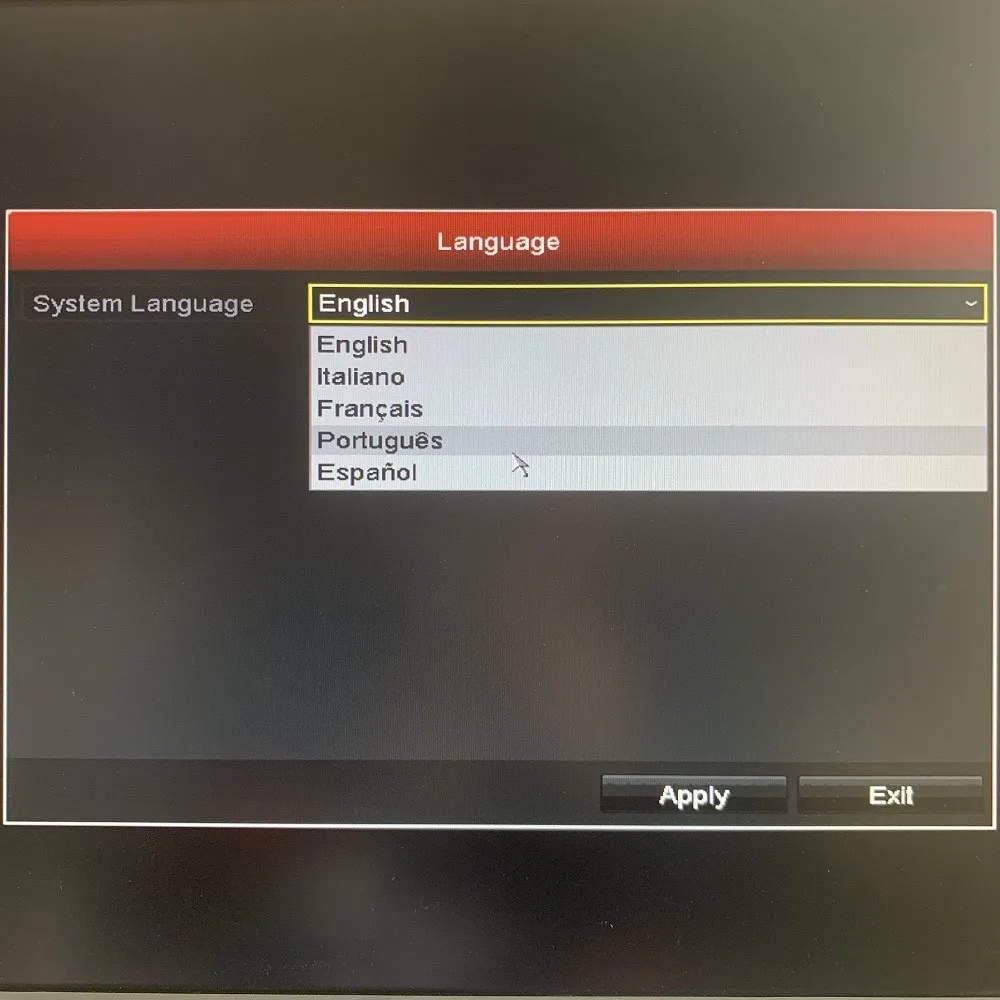 Language
System Language English
English
Italiano
Français
Português
Español
Apply Exit